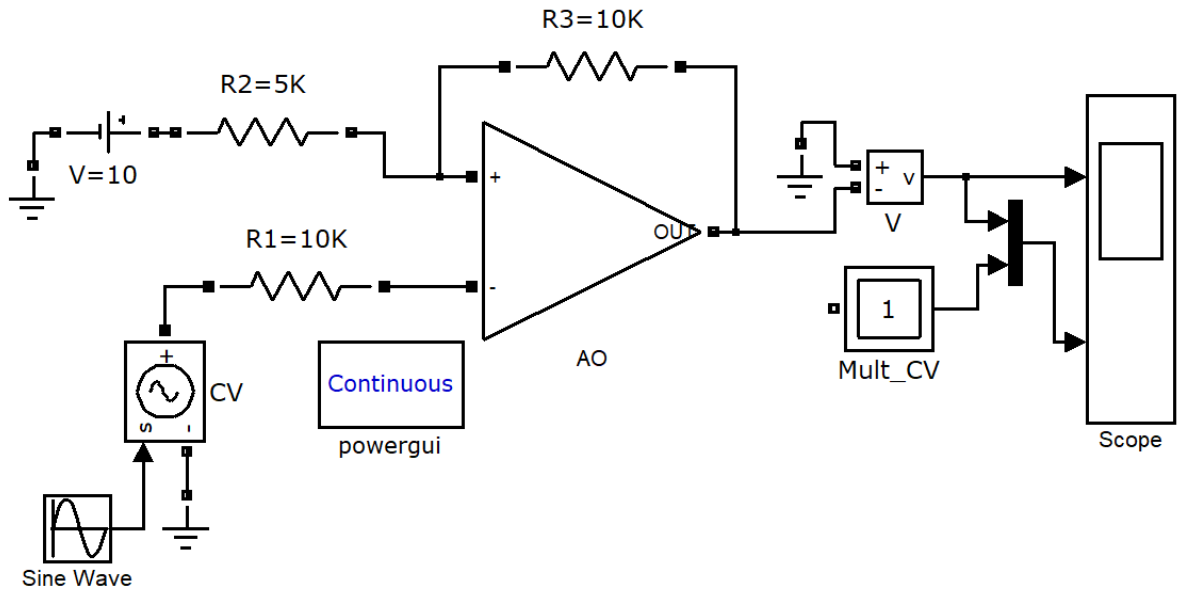 R3=10K
R2=5K
V=10
+
OUT
R1=10K
-
AO
+
-
v
V
1
Mult_CV
+
CV
s
-
Continuous
powergui
Scope
Sine Wave